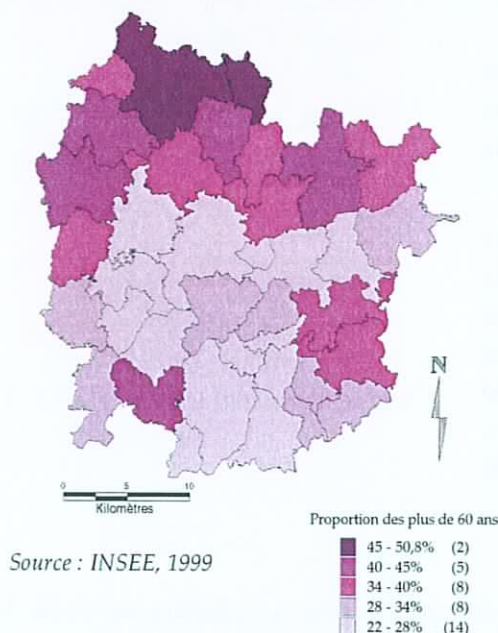 N
0 5 10
Kilomètres
Proportion des plus de 60 ans
45 - 50,8% (2)
40 - 45% (5)
34 - 40% (8)
28 - 34% (8)
22 - 28% (14)
Source : INSEE, 1999